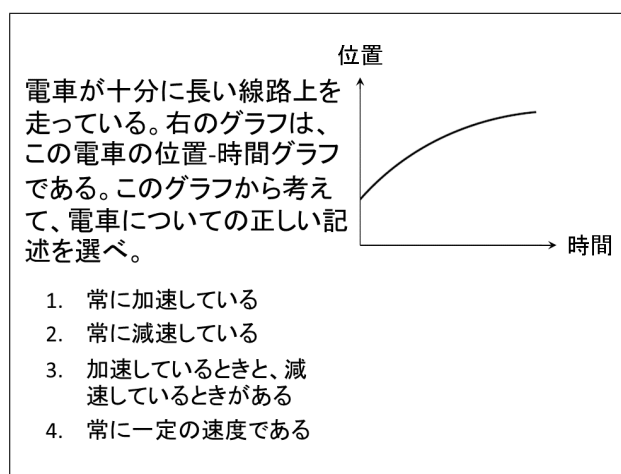 電車が十分に長い線路上を
走っている。右のグラフは、
この電車の位置-時間グラフ
である。このグラフから考え
て、電車についての正しい記
述を選べ。
位置
時間
1. 常に加速している
2. 常に減速している
3. 加速しているときと、減
速しているときがある
4. 常に一定の速度である